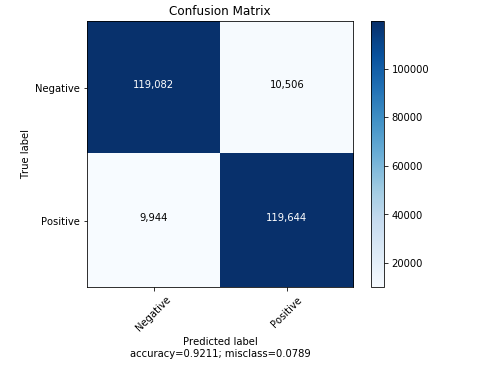 Confusion Matrix
Negative
119,082
10,506
Positive
9,944
119,644
True label
Negative
Positive
Predicted label
accuracy=0.9211; misclass=0.0789
100000
80000
60000
40000
20000